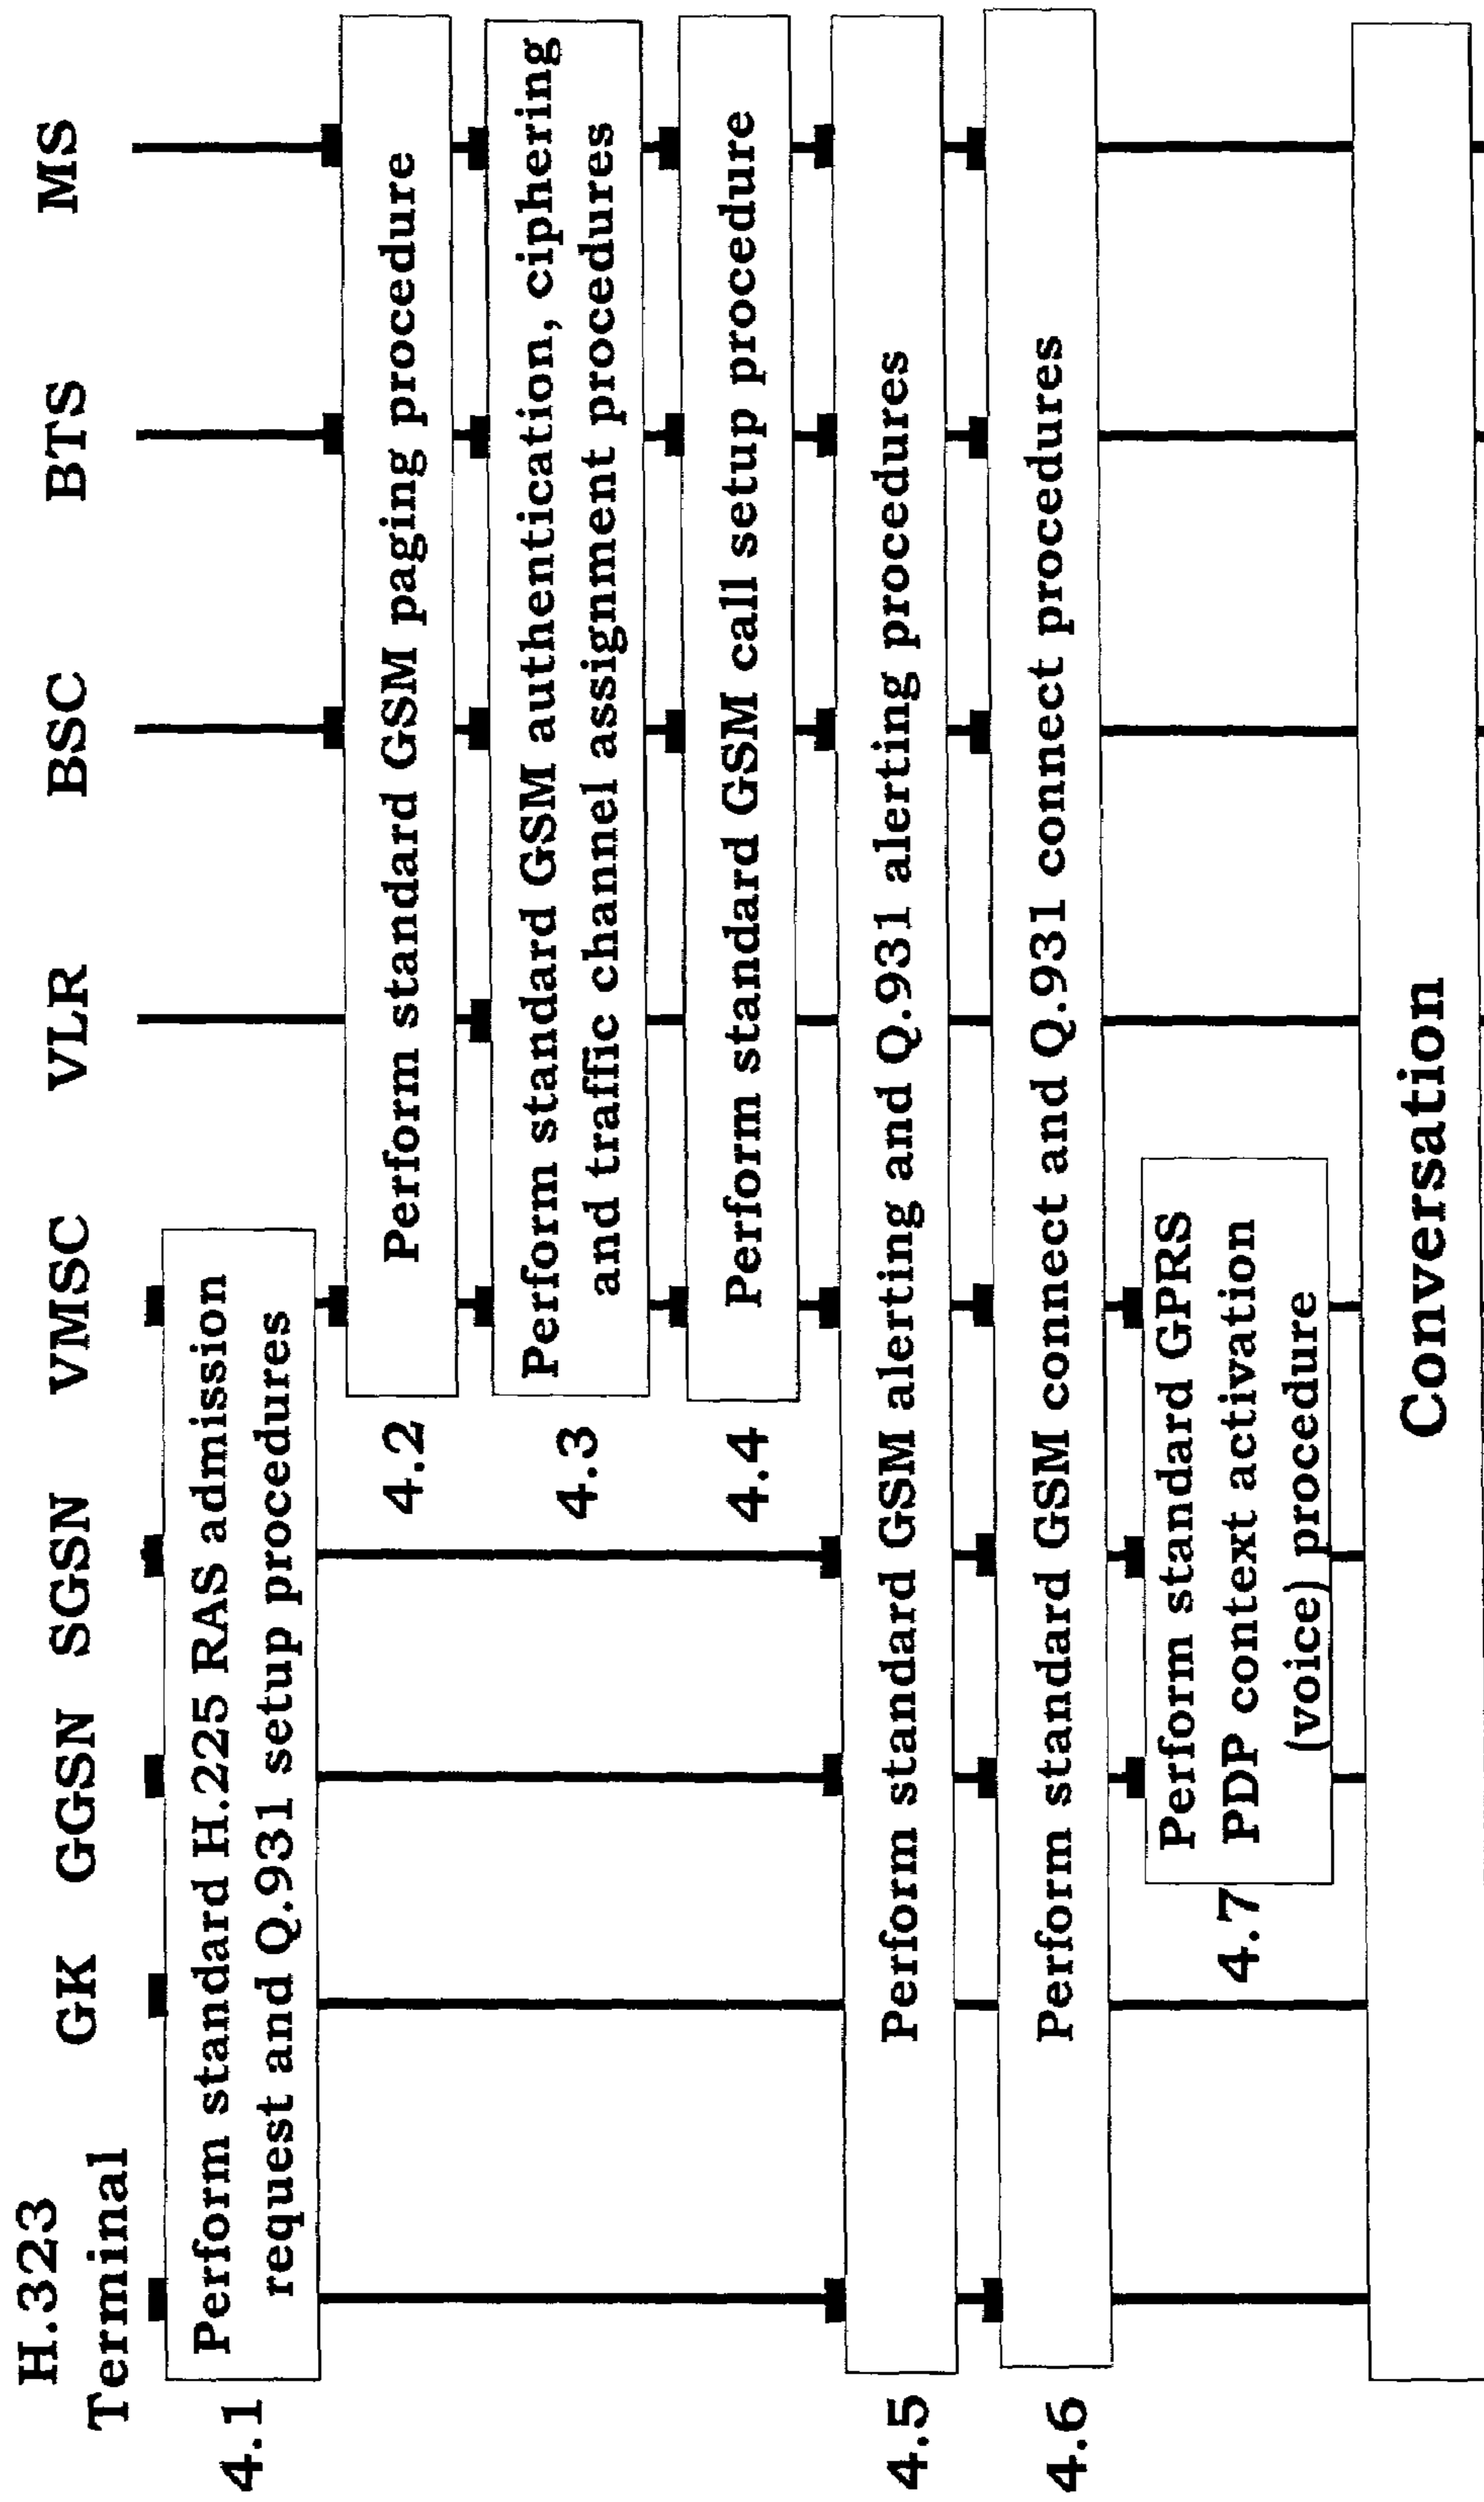 H.323
Terminal GK GGSN SGSN VMSC VLR BSC BTS MS
4.1
Perform standard H.225 RAS admission
request and Q.931 setup procedures
4.2
Perform standard GSM paging procedure
4.3
Perform standard GSM authentication, ciphering
and traffic channel assignment procedures
4.4
Perform standard GSM call setup procedure
4.5
Perform standard GSM alerting and Q.931 alerting procedures
4.6
Perform standard GSM connect and Q.931 connect procedures
4.7
Perform standard GPRS
PDP context activation
(voice) procedure
Conversation